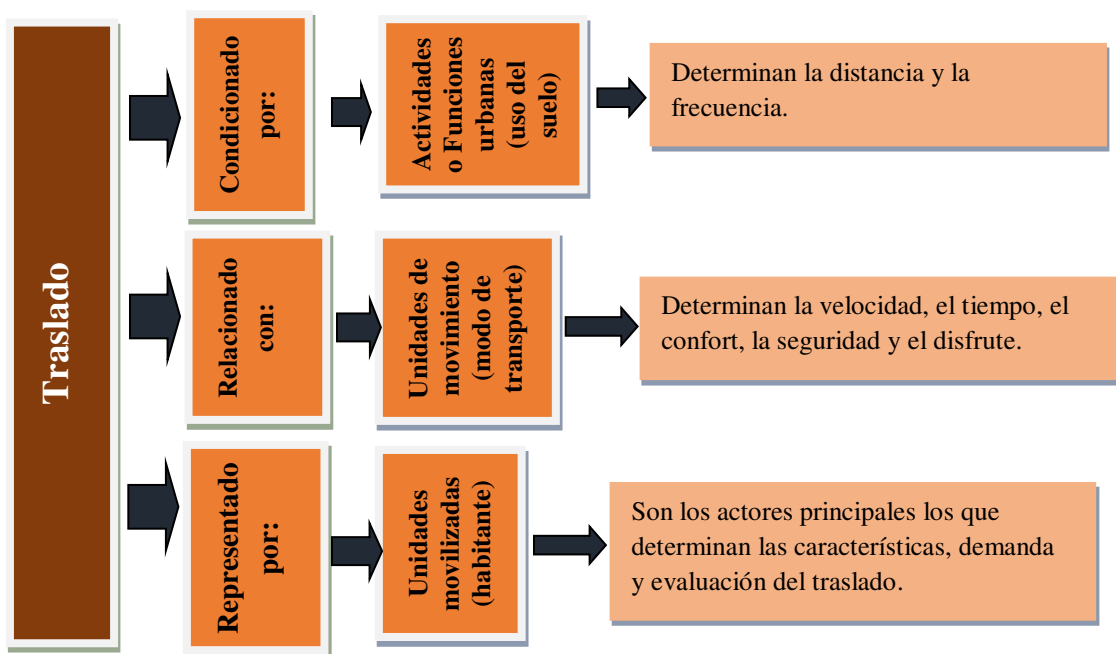 Traslado
Condicionado
por:
Actividades
o Funciones
urbanas
(uso del
suelo)
Determinan la distancia y la
frecuencia.
Relacionado
con:
Unidades de
movimiento
(modo de
transporte)
Determinan la velocidad, el tiempo, el
confort, la seguridad y el disfrute.
Representado
por:
Unidades
movilizadas
(habitante)
Son los actores principales los que
determinan las características, demanda
y evaluación del traslado.